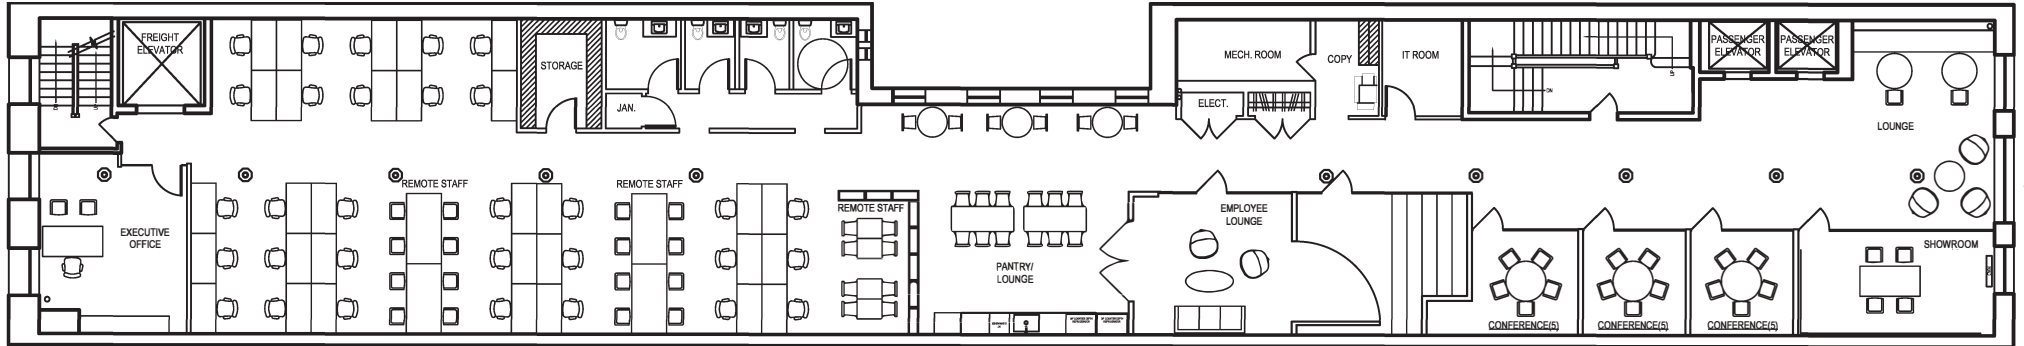 FREIGHT
ELEVATOR
STORAGE
JAN.
MECH. ROOM
COPY
IT ROOM
ELECT.
PASSENGER
ELEVATOR
PASSENGER
ELEVATOR
LOUNGE
REMOTE STAFF
REMOTE STAFF
REMOTE STAFF
EXECUTIVE
OFFICE
PANTRY/
LOUNGE
EMPLOYEE
LOUNGE
SHOWROOM
CONFERENCE(5)
CONFERENCE(5)
CONFERENCE(5)